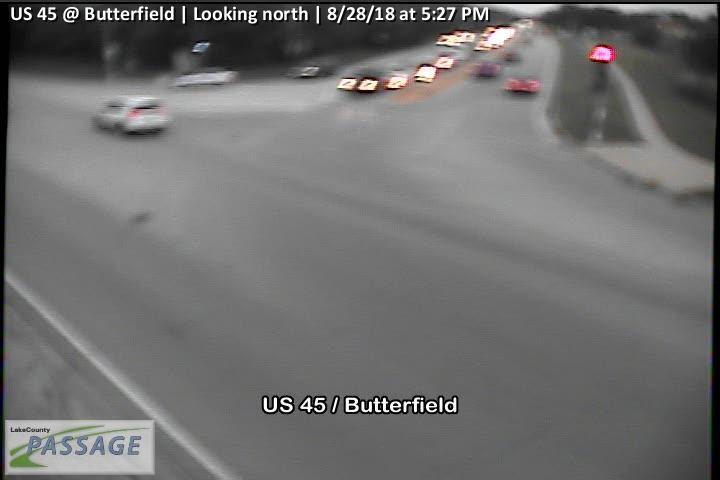 US 45 @ Butterfield | Looking north | 8/28/18 at 5:27 PM
US 45 / Butterfield
LakeCounty
PASSAGE